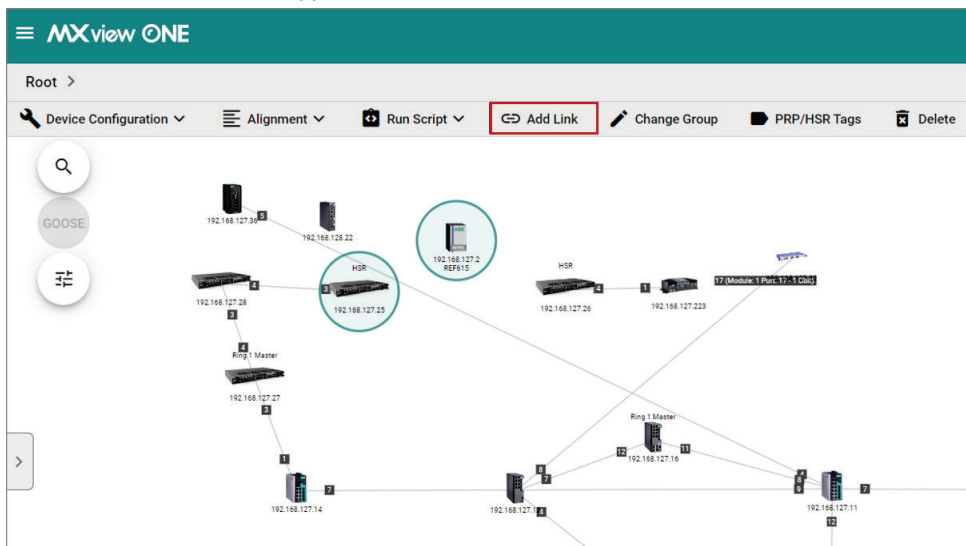 MXview ONE
Root >
Device Configuration Alignment Run Script Add Link Change Group PRP/HSR Tags Delete
GOOSE
192.168.127.36 5
192.168.128.22
ABB
192.168.127.2
REF615
HSR
4 3
192.168.127.28
192.168.127.25
HSR
4 1
192.168.127.26
192.168.127.223
17 (Module: 1 Port: 17 - 1 Gbit)
3
4
Ring 1 Master
192.168.127.27
3
1
7
192.168.127.14
Ring 1 Master
12 11
192.168.127.16
8
7
4
8
9
7
4
192.168.127.11
12